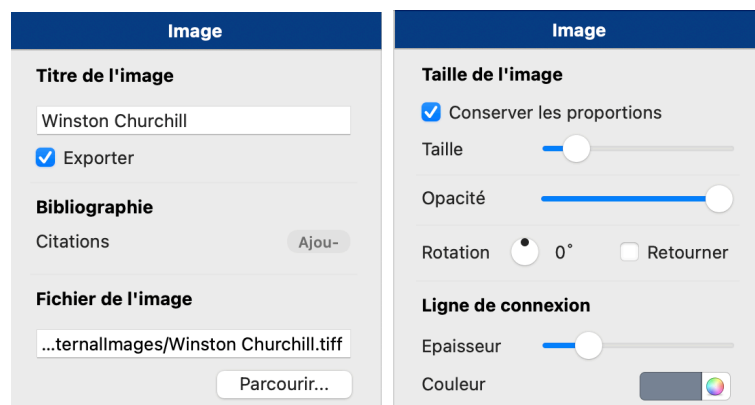 Image
Titre de l'image
Winston Churchill
Exporter
Bibliographie
Citations
Ajou-
Fichier de l'image
...ternalImages/Winston Churchill.tiff
Parcourir...
Image
Taille de l'image
Conserver les proportions
Taille
Opacité
Rotation 0° Retourner
Ligne de connexion
Epaisseur
Couleur